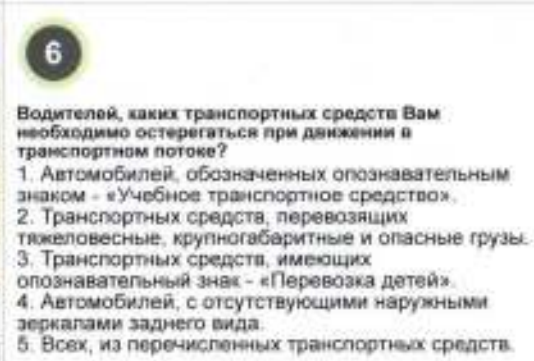 6
Водителей, каких транспортных средств Вам
необходимо остерегаться при движении в
транспортном потоке?
1. Автомобилей, обозначенных опознавательным
знаком - «Учебное транспортное средство».
2. Транспортных средств, перевозящих
тяжеловесные, крупногабаритные и опасные грузы.
3. Транспортных средств, имеющих
опознавательный знак - «Перевозка детей».
4. Автомобилей, с отсутствующими наружными
зеркалами заднего вида.
5. Всех, из перечисленных транспортных средств.